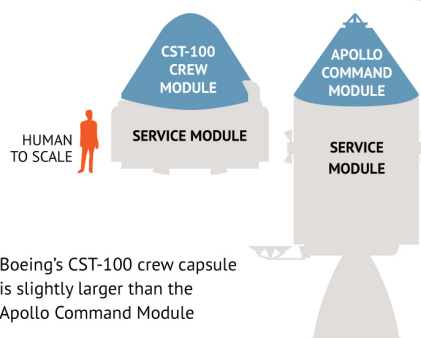 CST-100
CREW
MODULE
APOLLO
COMMAND
MODULE
HUMAN
TO SCALE
SERVICE MODULE
SERVICE
MODULE
Boeing's CST-100 crew capsule
is slightly larger than the
Apollo Command Module